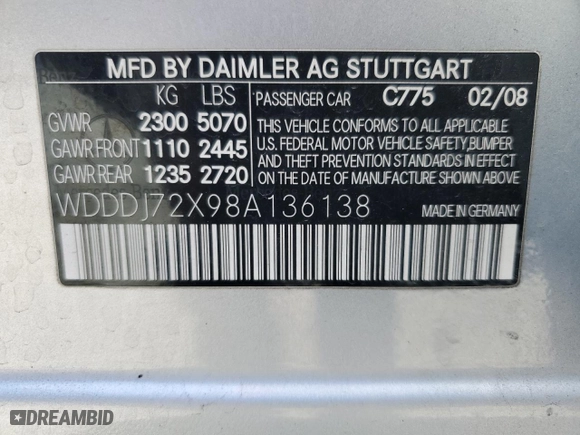 MFD BY DAIMLER AG STUTTGART
KG LBS PASSENGER CAR C775 02/08
GVWR 2300 5070
GAWR FRONT 1110 2445
GAWR REAR 1235 2720
THIS VEHICLE CONFORMS TO ALL APPLICABLE
U.S. FEDERAL MOTOR VEHICLE SAFETY, BUMPER
AND THEFT PREVENTION STANDARDS IN EFFECT
ON THE DATE OF MANUFACTURE SHOWN ABOVE
WDDDJ72X98A136138 MADE IN GERMANY
DREAMBID